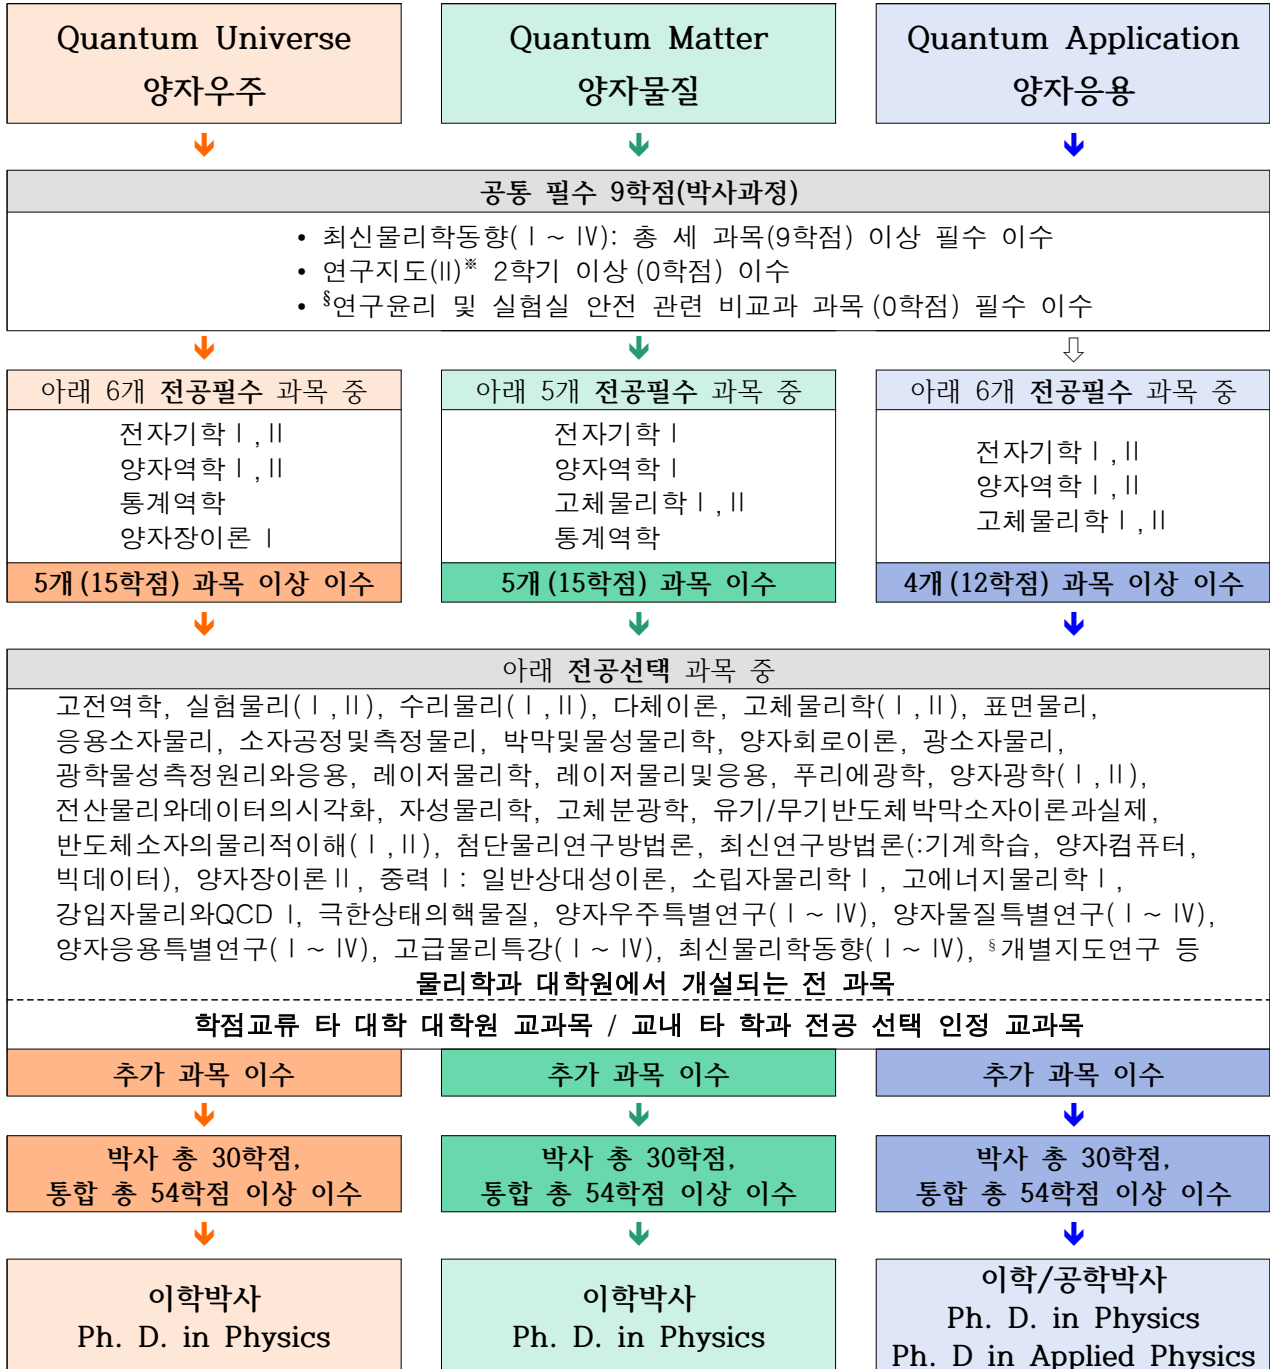 Quantum Universe
양자우주
Quantum Matter
양자물질
Quantum Application
양자응용
공통 필수 9학점(박사과정)
• 최신물리학동향(Ⅰ~Ⅳ): 총 세 과목(9학점) 이상 필수 이수
• 연구지도(Ⅱ)※ 2학기 이상(0학점) 이수
• §연구윤리 및 실험실 안전 관련 비교과 과목(0학점) 필수 이수
아래 6개 전공필수 과목 중
전자기학Ⅰ,Ⅱ
양자역학Ⅰ,Ⅱ
통계역학
양자장이론 Ⅰ
5개(15학점) 과목 이상 이수
아래 5개 전공필수 과목 중
전자기학Ⅰ
양자역학Ⅰ
고체물리학Ⅰ,Ⅱ
통계역학
5개(15학점) 과목 이수
아래 6개 전공필수 과목 중
전자기학Ⅰ,Ⅱ
양자역학Ⅰ,Ⅱ
고체물리학Ⅰ,Ⅱ
4개(12학점) 과목 이상 이수
아래 전공선택 과목 중
고전역학, 실험물리(Ⅰ,Ⅱ), 수리물리(Ⅰ,Ⅱ), 다체이론, 고체물리학(Ⅰ,Ⅱ), 표면물리,
응용소자물리, 소자공정및측정물리, 박막및물성물리학, 양자회로이론, 광소자물리,
광학물성측정원리와응용, 레이저물리학, 레이저물리및응용, 푸리에광학, 양자광학(Ⅰ,Ⅱ),
전산물리와데이터의시각화, 자성물리학, 고체분광학, 유기/무기반도체박막소자이론과실제,
반도체소자의물리적이해(Ⅰ,Ⅱ), 첨단물리연구방법론, 최신연구방법론(:기계학습, 양자컴퓨터,
빅데이터), 양자장이론Ⅱ, 중력Ⅰ: 일반상대성이론, 소립자물리학Ⅰ, 고에너지물리학Ⅰ,
강입자물리와QCD Ⅰ, 극한상태의핵물질, 양자우주특별연구(Ⅰ~Ⅳ), 양자물질특별연구(Ⅰ~Ⅳ),
양자응용특별연구(Ⅰ~Ⅳ), 고급물리특강(Ⅰ~Ⅳ), 최신물리학동향(Ⅰ~Ⅳ), §개별지도연구 등
물리학과 대학원에서 개설되는 전 과목
학점교류 타 대학 대학원 교과목 / 교내 타 학과 전공 선택 인정 교과목
추가 과목 이수
추가 과목 이수
추가 과목 이수
박사 총 30학점,
통합 총 54학점 이상 이수
박사 총 30학점,
통합 총 54학점 이상 이수
박사 총 30학점,
통합 총 54학점 이상 이수
이학박사
Ph. D. in Physics
이학박사
Ph. D. in Physics
이학/공학박사
Ph. D. in Physics
Ph. D in Applied Physics